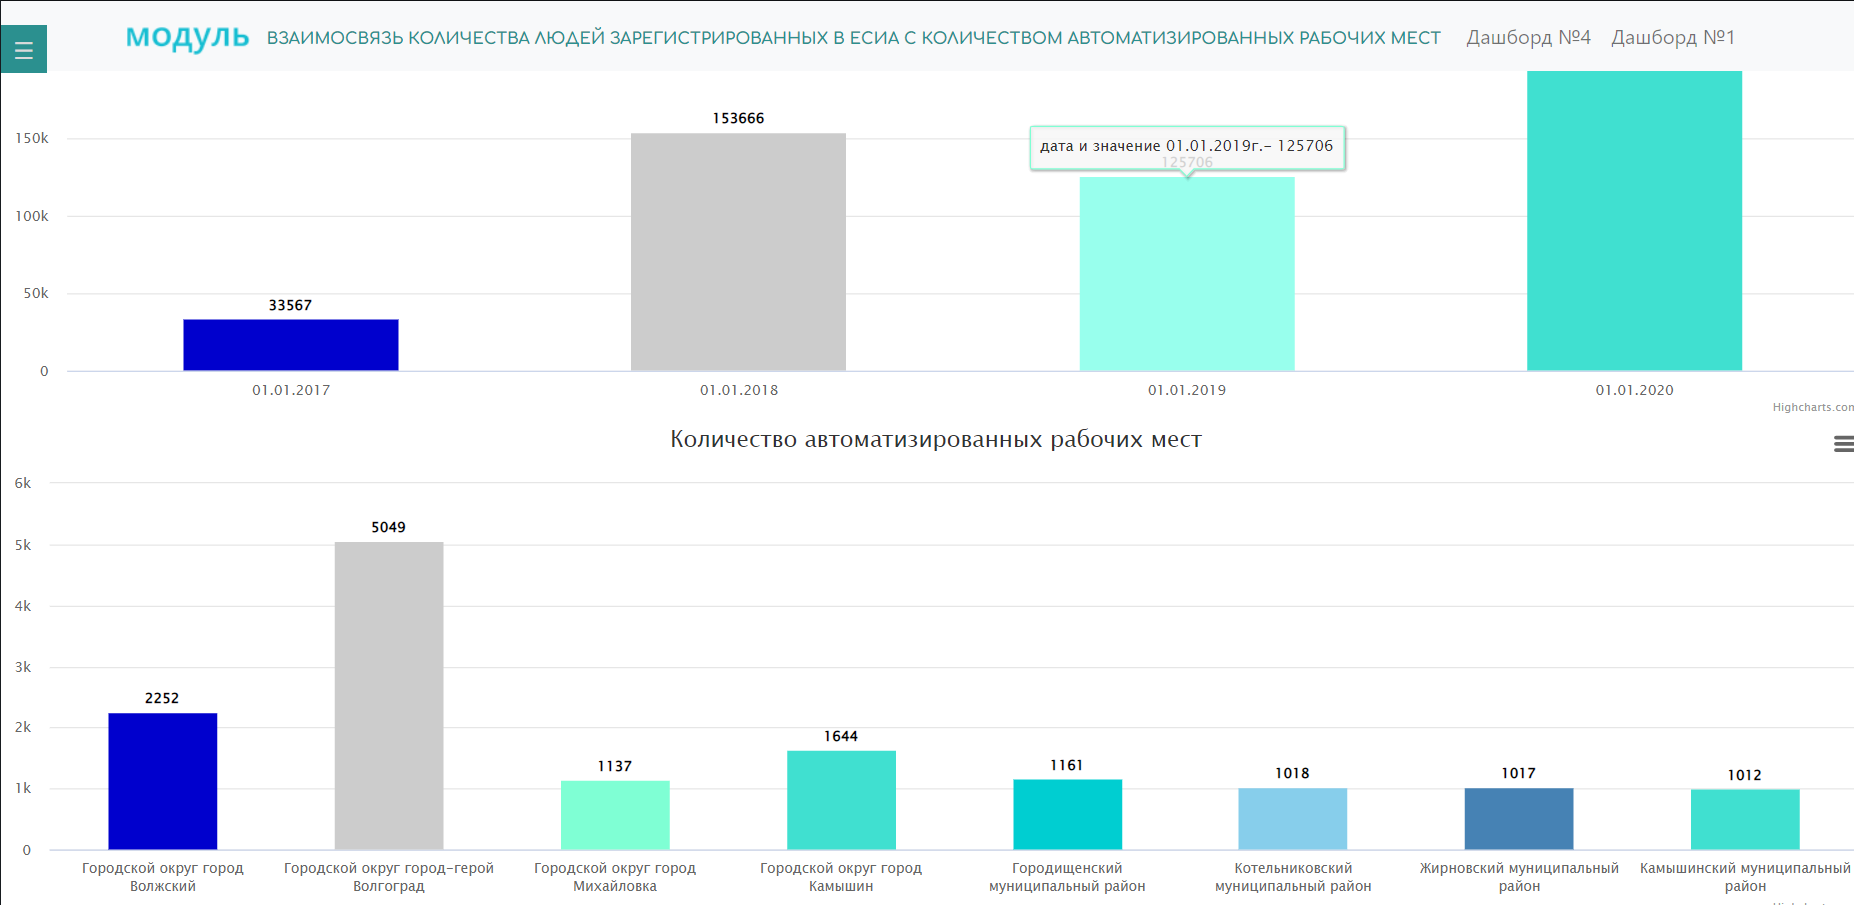 ☰
модуль ВЗАИМОСВЯЗЬ КОЛИЧЕСТВА ЛЮДЕЙ ЗАРЕГИСТРИРОВАННЫХ В ЕСИА С КОЛИЧЕСТВОМ АВТОМАТИЗИРОВАННЫХ РАБОЧИХ МЕСТ Дашборд №4 Дашборд №1
150k
100k
50k
0
33567
153666
дата и значение 01.01.2019г.- 125706
125706
01.01.2017
01.01.2018
01.01.2019
01.01.2020
Highcharts.com
Количество автоматизированных рабочих мест
6k
5k
4k
3k
2k
1k
0
2252
5049
1137
1644
1161
1018
1017
1012
Городской округ город
Волжский
Городской округ город-герой
Волгоград
Городской округ город
Михайловка
Городской округ город
Камышин
Городищенский
муниципальный район
Котельниковский
муниципальный район
Жирновский муниципальный
район
Камышинский муниципальный
район